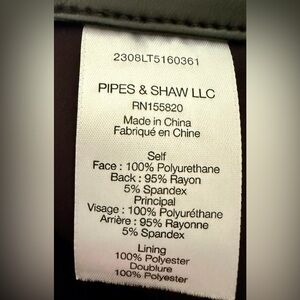 2308LT5160361
PIPES & SHAW LLC
RN155820
Made in China
Fabriqué en Chine
Self
Face : 100% Polyurethane
Back : 95% Rayon
5% Spandex
Principal
Visage : 100% Polyuréthane
Arrière : 95% Rayonne
5% Spandex
Lining
100% Polyester
Doublure
100% Polyester